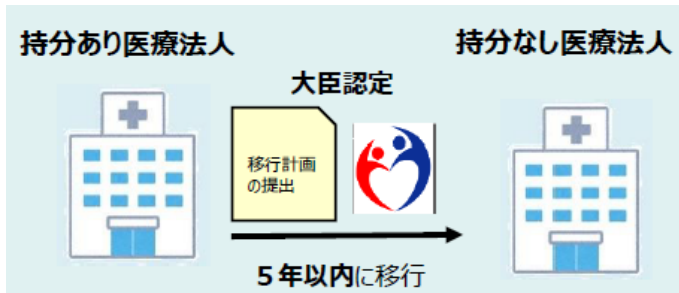 持分あり医療法人
持分なし医療法人
大臣認定
移行計画
の提出
５年以内に移行